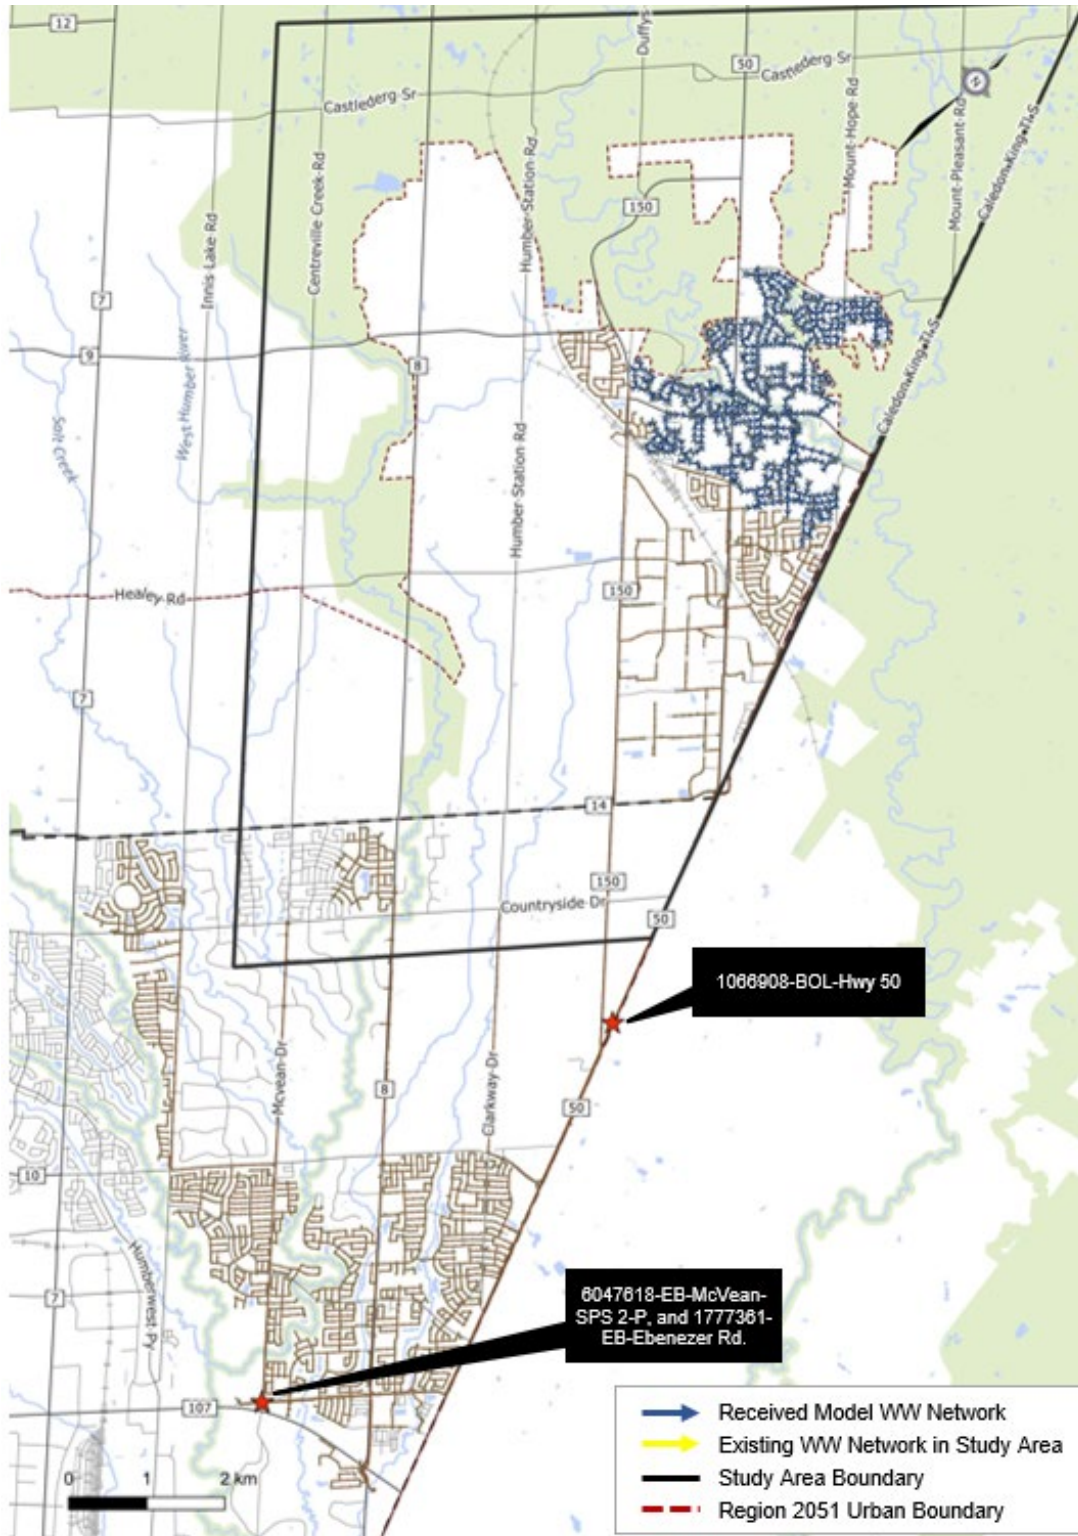 12
Castlederg Sr
Duffys
50
Castlederg Sr
N
Mount Hope Rd
Mount Pleasant Rd
Caledon King Tl S
Innis Lake Rd
Centreville Creek Rd
Humber Station Rd
150
7
9
8
West Humber River
Salt Creek
Caledon King Tl S
Humber Station Rd
Healey Rd
150
7
14
150
Countryside Dr
50
1066908-BOL-Hwy 50
Mcvean Dr
8
Clarkway Dr
50
10
Humberwest Py
7
6047618-EB-McVean-
SPS 2-P, and 1777361-
EB-Ebenezer Rd.
107
0 1 2 km
Received Model WW Network
Existing WW Network in Study Area
Study Area Boundary
Region 2051 Urban Boundary